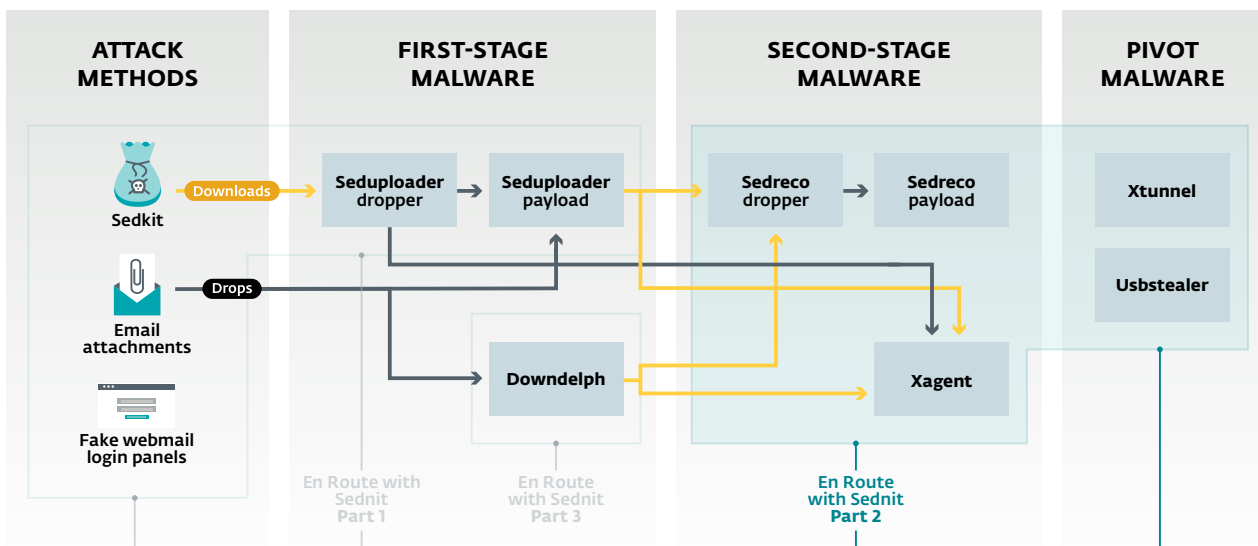 ATTACK
METHODS
FIRST-STAGE
MALWARE
SECOND-STAGE
MALWARE
PIVOT
MALWARE
Sedkit
Downloads
Seduploader
dropper
Seduploader
payload
Sedreco
dropper
Sedreco
payload
Xtunnel
Email
attachments
Drops
Usbstealer
Downdelph
Xagent
Fake webmail
login panels
En Route with
Sednit
Part 1
En Route
with Sednit
Part 3
En Route
with Sednit
Part 2